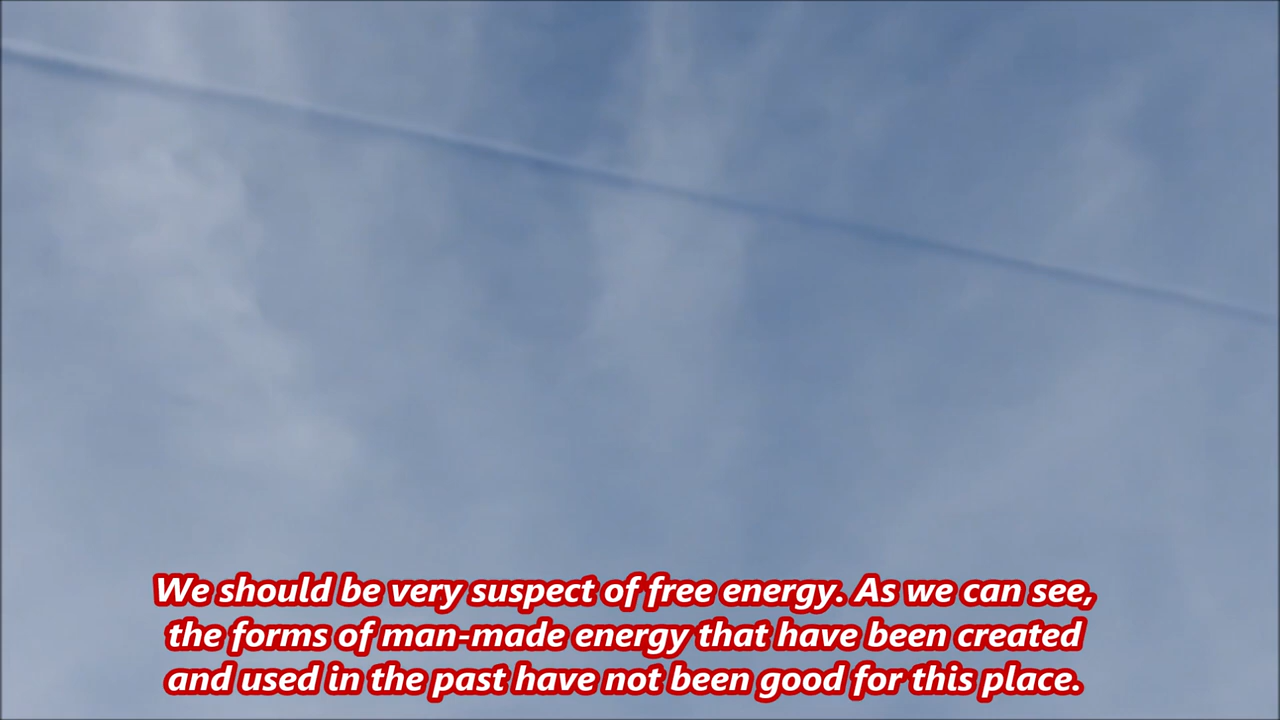 We should be very suspect of free energy. As we can see,
the forms of man-made energy that have been created
and used in the past have not been good for this place.